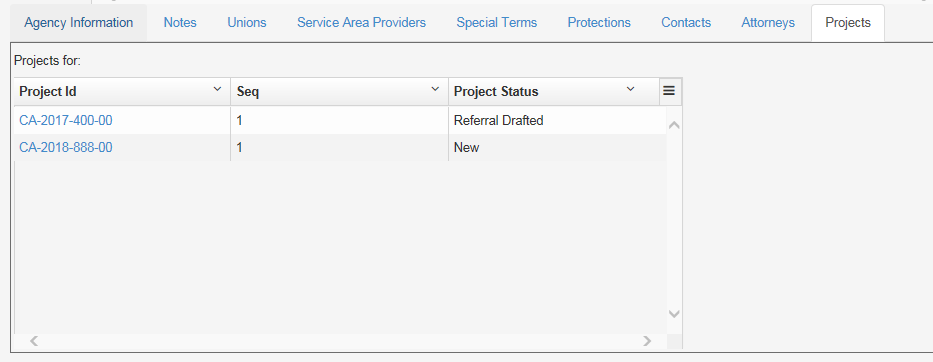 Agency Information Notes Unions Service Area Providers Special Terms Protections Contacts Attorneys Projects
Projects for:
Project Id Seq Project Status
CA-2017-400-00 1 Referral Drafted
CA-2018-888-00 1 New